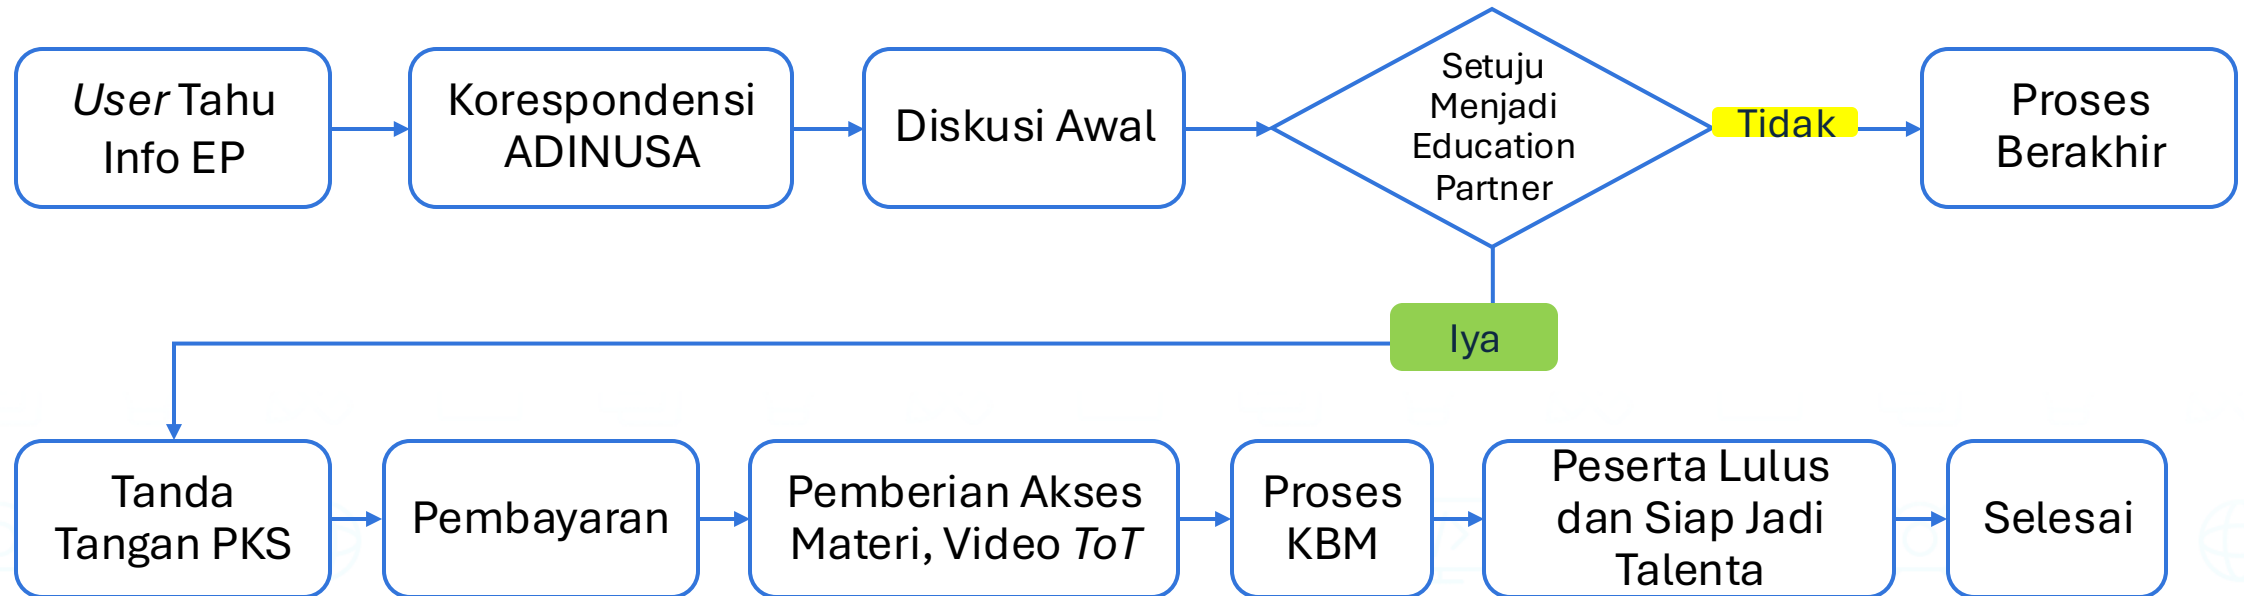 User Tahu
Info EP
Korespondensi
ADINUSA
Diskusi Awal
Setuju
Menjadi
Education
Partner
Tidak
Proses
Berakhir
Iya
Tanda
Tangan PKS
Pembayaran
Pemberian Akses
Materi, Video ToT
Proses
KBM
Peserta Lulus
dan Siap Jadi
Talenta
Selesai